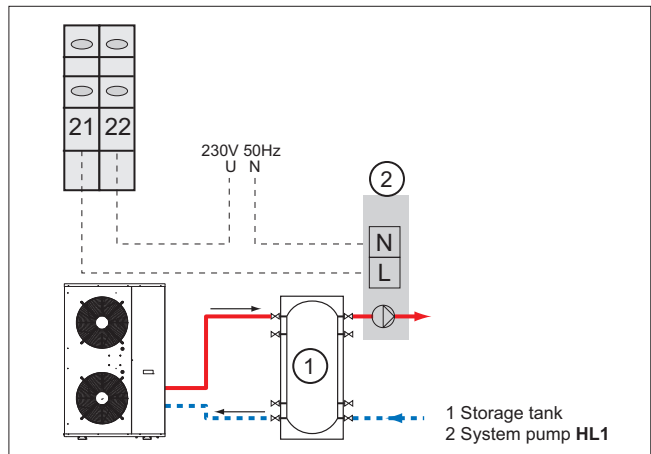 21 22
230V 50Hz
U N
2
N
L
1
1 Storage tank
2 System pump HL1